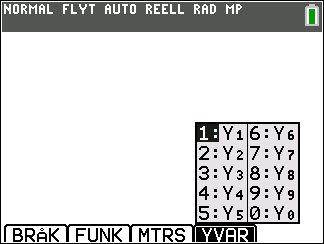 NORMAL FLYT AUTO REELL RAD MP
1:Y1 6:Y6
2:Y2 7:Y7
3:Y3 8:Y8
4:Y4 9:Y9
5:Y5 0:Y0
BRÅK FUNK MTRS YVAR